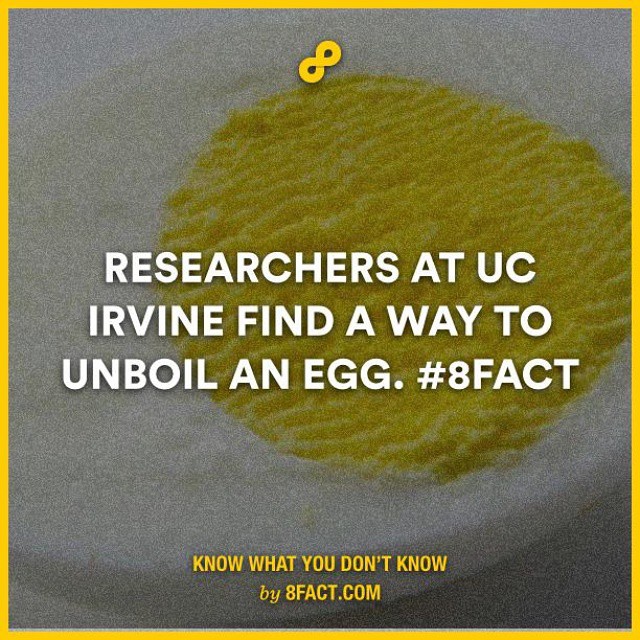 RESEARCHERS AT UC
IRVINE FIND A WAY TO
UNBOIL AN EGG. #8FACT
KNOW WHAT YOU DON'T KNOW
by 8FACT.COM